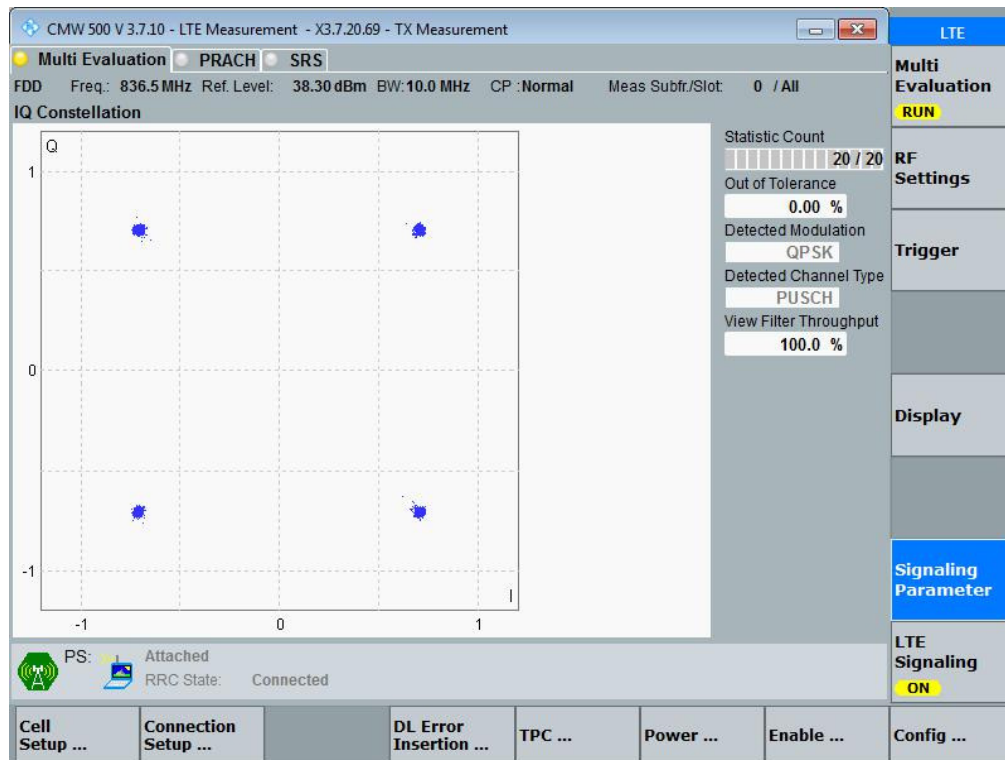 CMW 500 V 3.7.10 - LTE Measurement - X3.7.20.69 - TX Measurement
LTE
Multi Evaluation PRACH SRS
FDD Freq.: 836.5 MHz Ref. Level: 38.30 dBm BW: 10.0 MHz CP : Normal Meas Subfr./Slot: 0 / All
IQ Constellation
Q
1
0
-1
I
-1 0 1
Statistic Count
20 / 20
Out of Tolerance
0.00 %
Detected Modulation
QPSK
Detected Channel Type
PUSCH
View Filter Throughput
100.0 %
Multi
Evaluation
RUN
RF
Settings
Trigger
Display
Signaling
Parameter
LTE
Signaling
ON
PS: Attached
RRC State: Connected
Cell
Setup ...
Connection
Setup ...
DL Error
Insertion ...
TPC ...
Power ...
Enable ...
Config ...